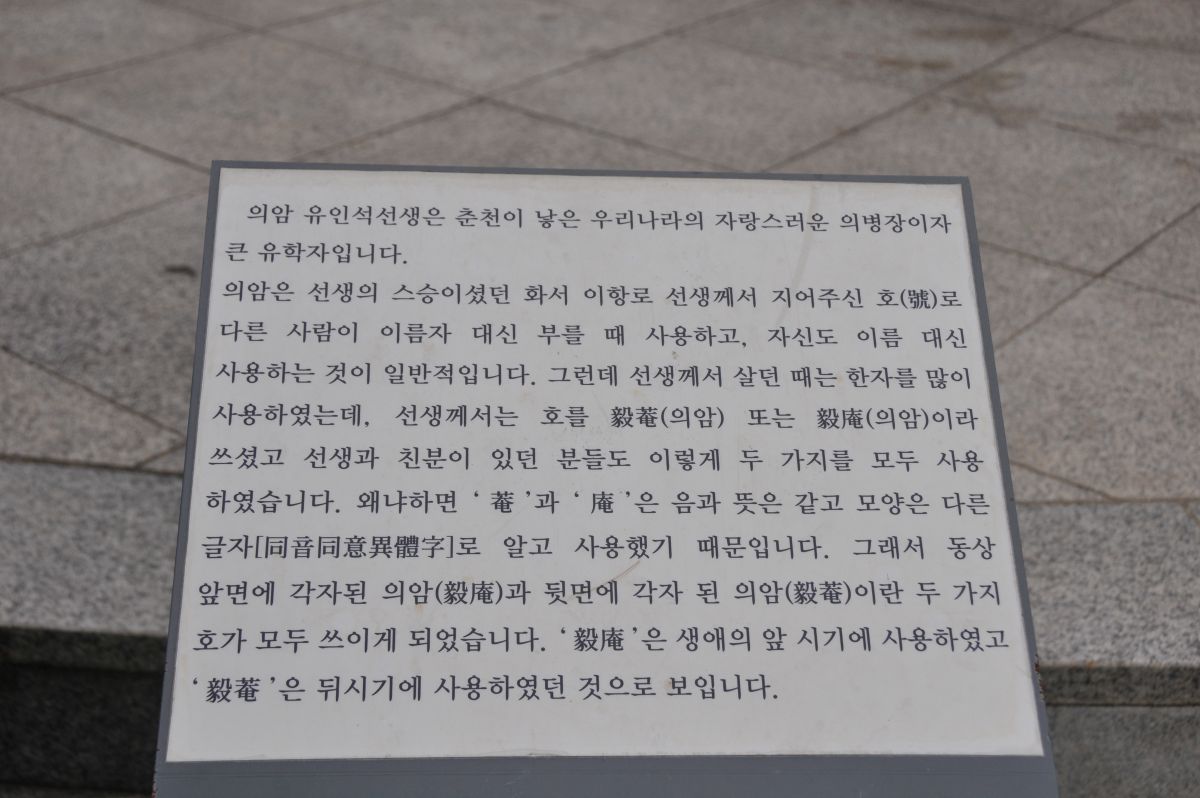 의암 유인석선생은 춘천이 낳은 우리나라의 자랑스러운 의병장이자
큰 유학자입니다.
의암은 선생의 스승이셨던 화서 이항로 선생께서 지어주신 호(號)로
다른 사람이 이름자 대신 부를 때 사용하고, 자신도 이름 대신
사용하는 것이 일반적입니다. 그런데 선생께서 살던 때는 한자를 많이
사용하였는데, 선생께서는 호를 毅菴(의암) 또는 毅庵(의암)이라
쓰셨고 선생과 친분이 있던 분들도 이렇게 두 가지를 모두 사용
하였습니다. 왜냐하면 ‘菴’과 ‘庵’은 음과 뜻은 같고 모양은 다른
글자[同音同意異體字]로 알고 사용했기 때문입니다. 그래서 동상
앞면에 각자된 의암(毅庵)과 뒷면에 각자 된 의암(毅菴)이란 두 가지
호가 모두 쓰이게 되었습니다. ‘毅庵’은 생애의 앞 시기에 사용하였고
‘毅菴’은 뒤시기에 사용하였던 것으로 보입니다.